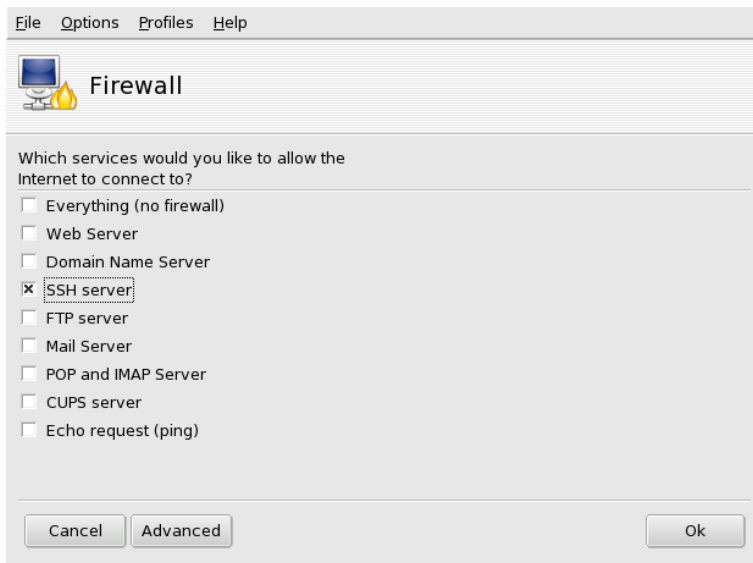 File Options Profiles Help
Firewall
Which services would you like to allow the
Internet to connect to?
Everything (no firewall)
Web Server
Domain Name Server
SSH server
FTP server
Mail Server
POP and IMAP Server
CUPS server
Echo request (ping)
Cancel Advanced Ok